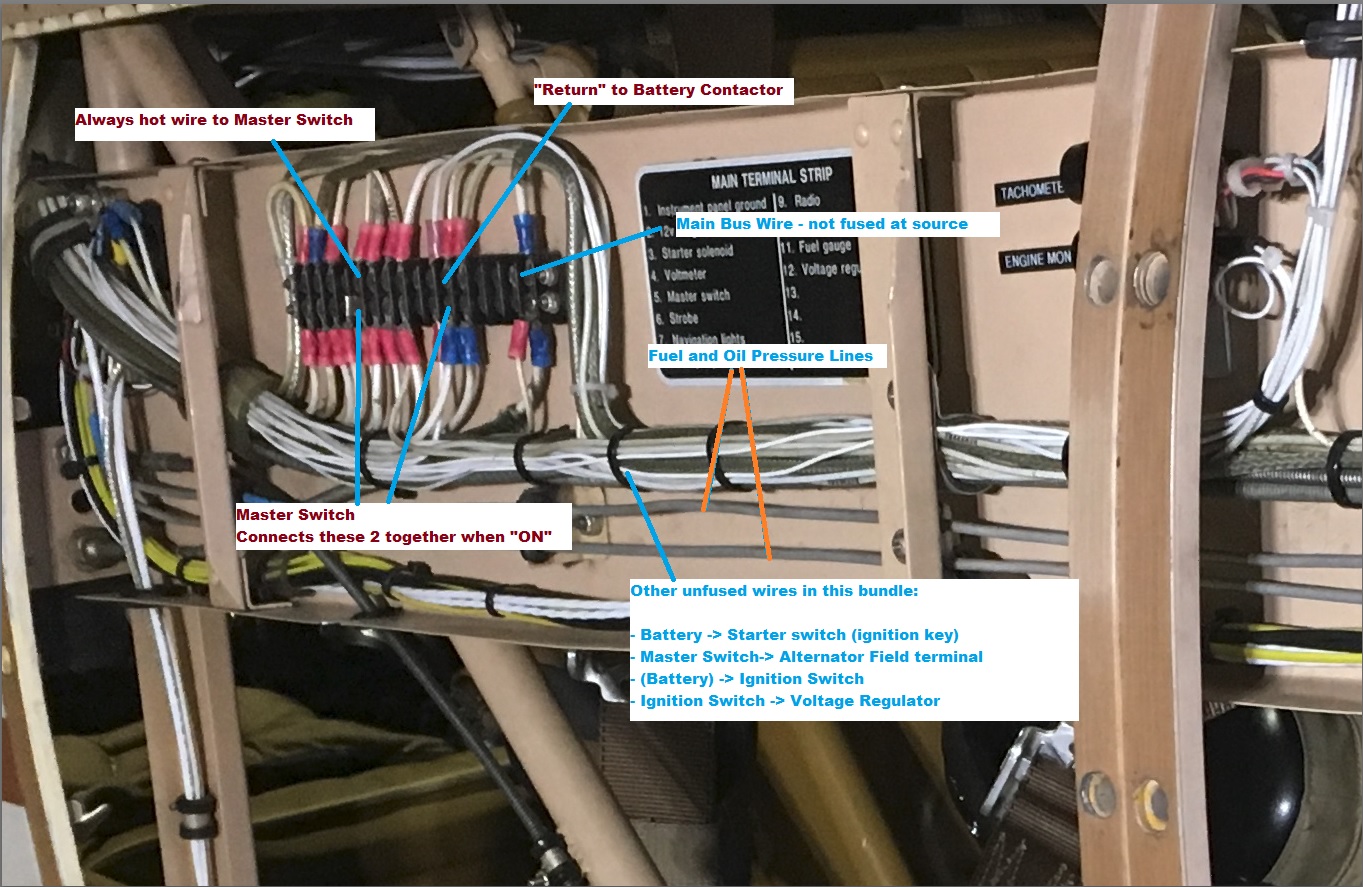 "Return" to Battery Contactor
Always hot wire to Master Switch
MAIN TERMINAL STRIP
1. Instrument panel ground
9. Radio
Main Bus Wire - not fused at source
2. 12v
3. Starter solenoid
11. Fuel gauge
4. Voltmeter
12. Voltage regu
5. Master switch
13.
6. Strobe
14.
7. Navigation lights
15.
TACHOMETE
ENGINE MON
Fuel and Oil Pressure Lines
Master Switch
Connects these 2 together when "ON"
Other unfused wires in this bundle:
- Battery -> Starter switch (ignition key)
- Master Switch-> Alternator Field terminal
- (Battery) -> Ignition Switch
- Ignition Switch -> Voltage Regulator